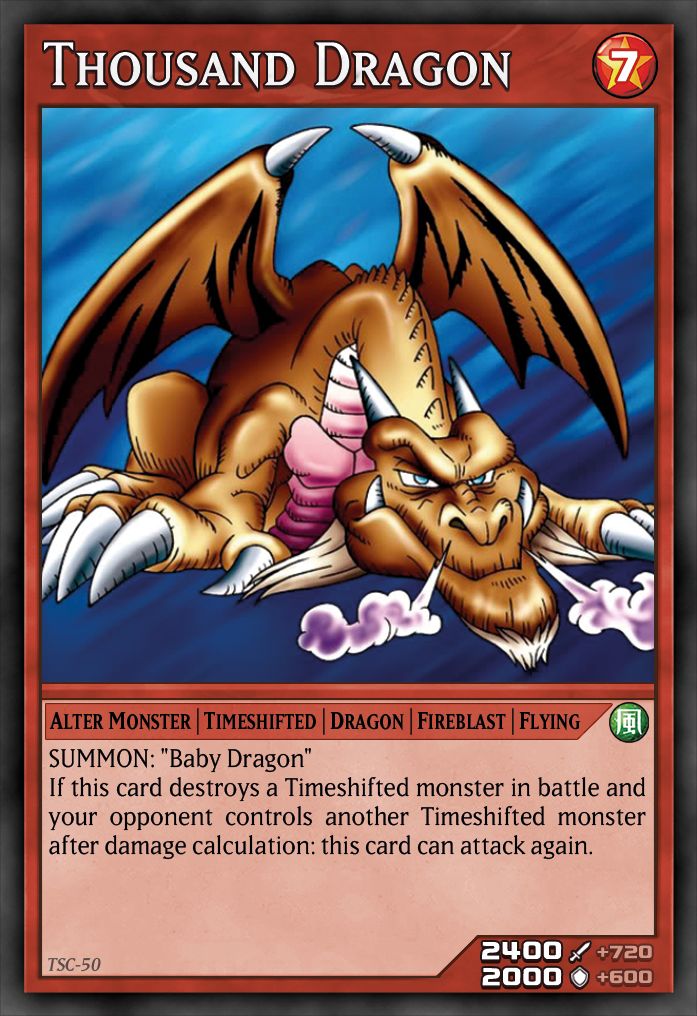 Thousand Dragon
7
Alter Monster | Timeshifted | Dragon | Fireblast | Flying
風
SUMMON: "Baby Dragon"
If this card destroys a Timeshifted monster in battle and
your opponent controls another Timeshifted monster
after damage calculation: this card can attack again.
TSC-50
2400 +720
2000 +600